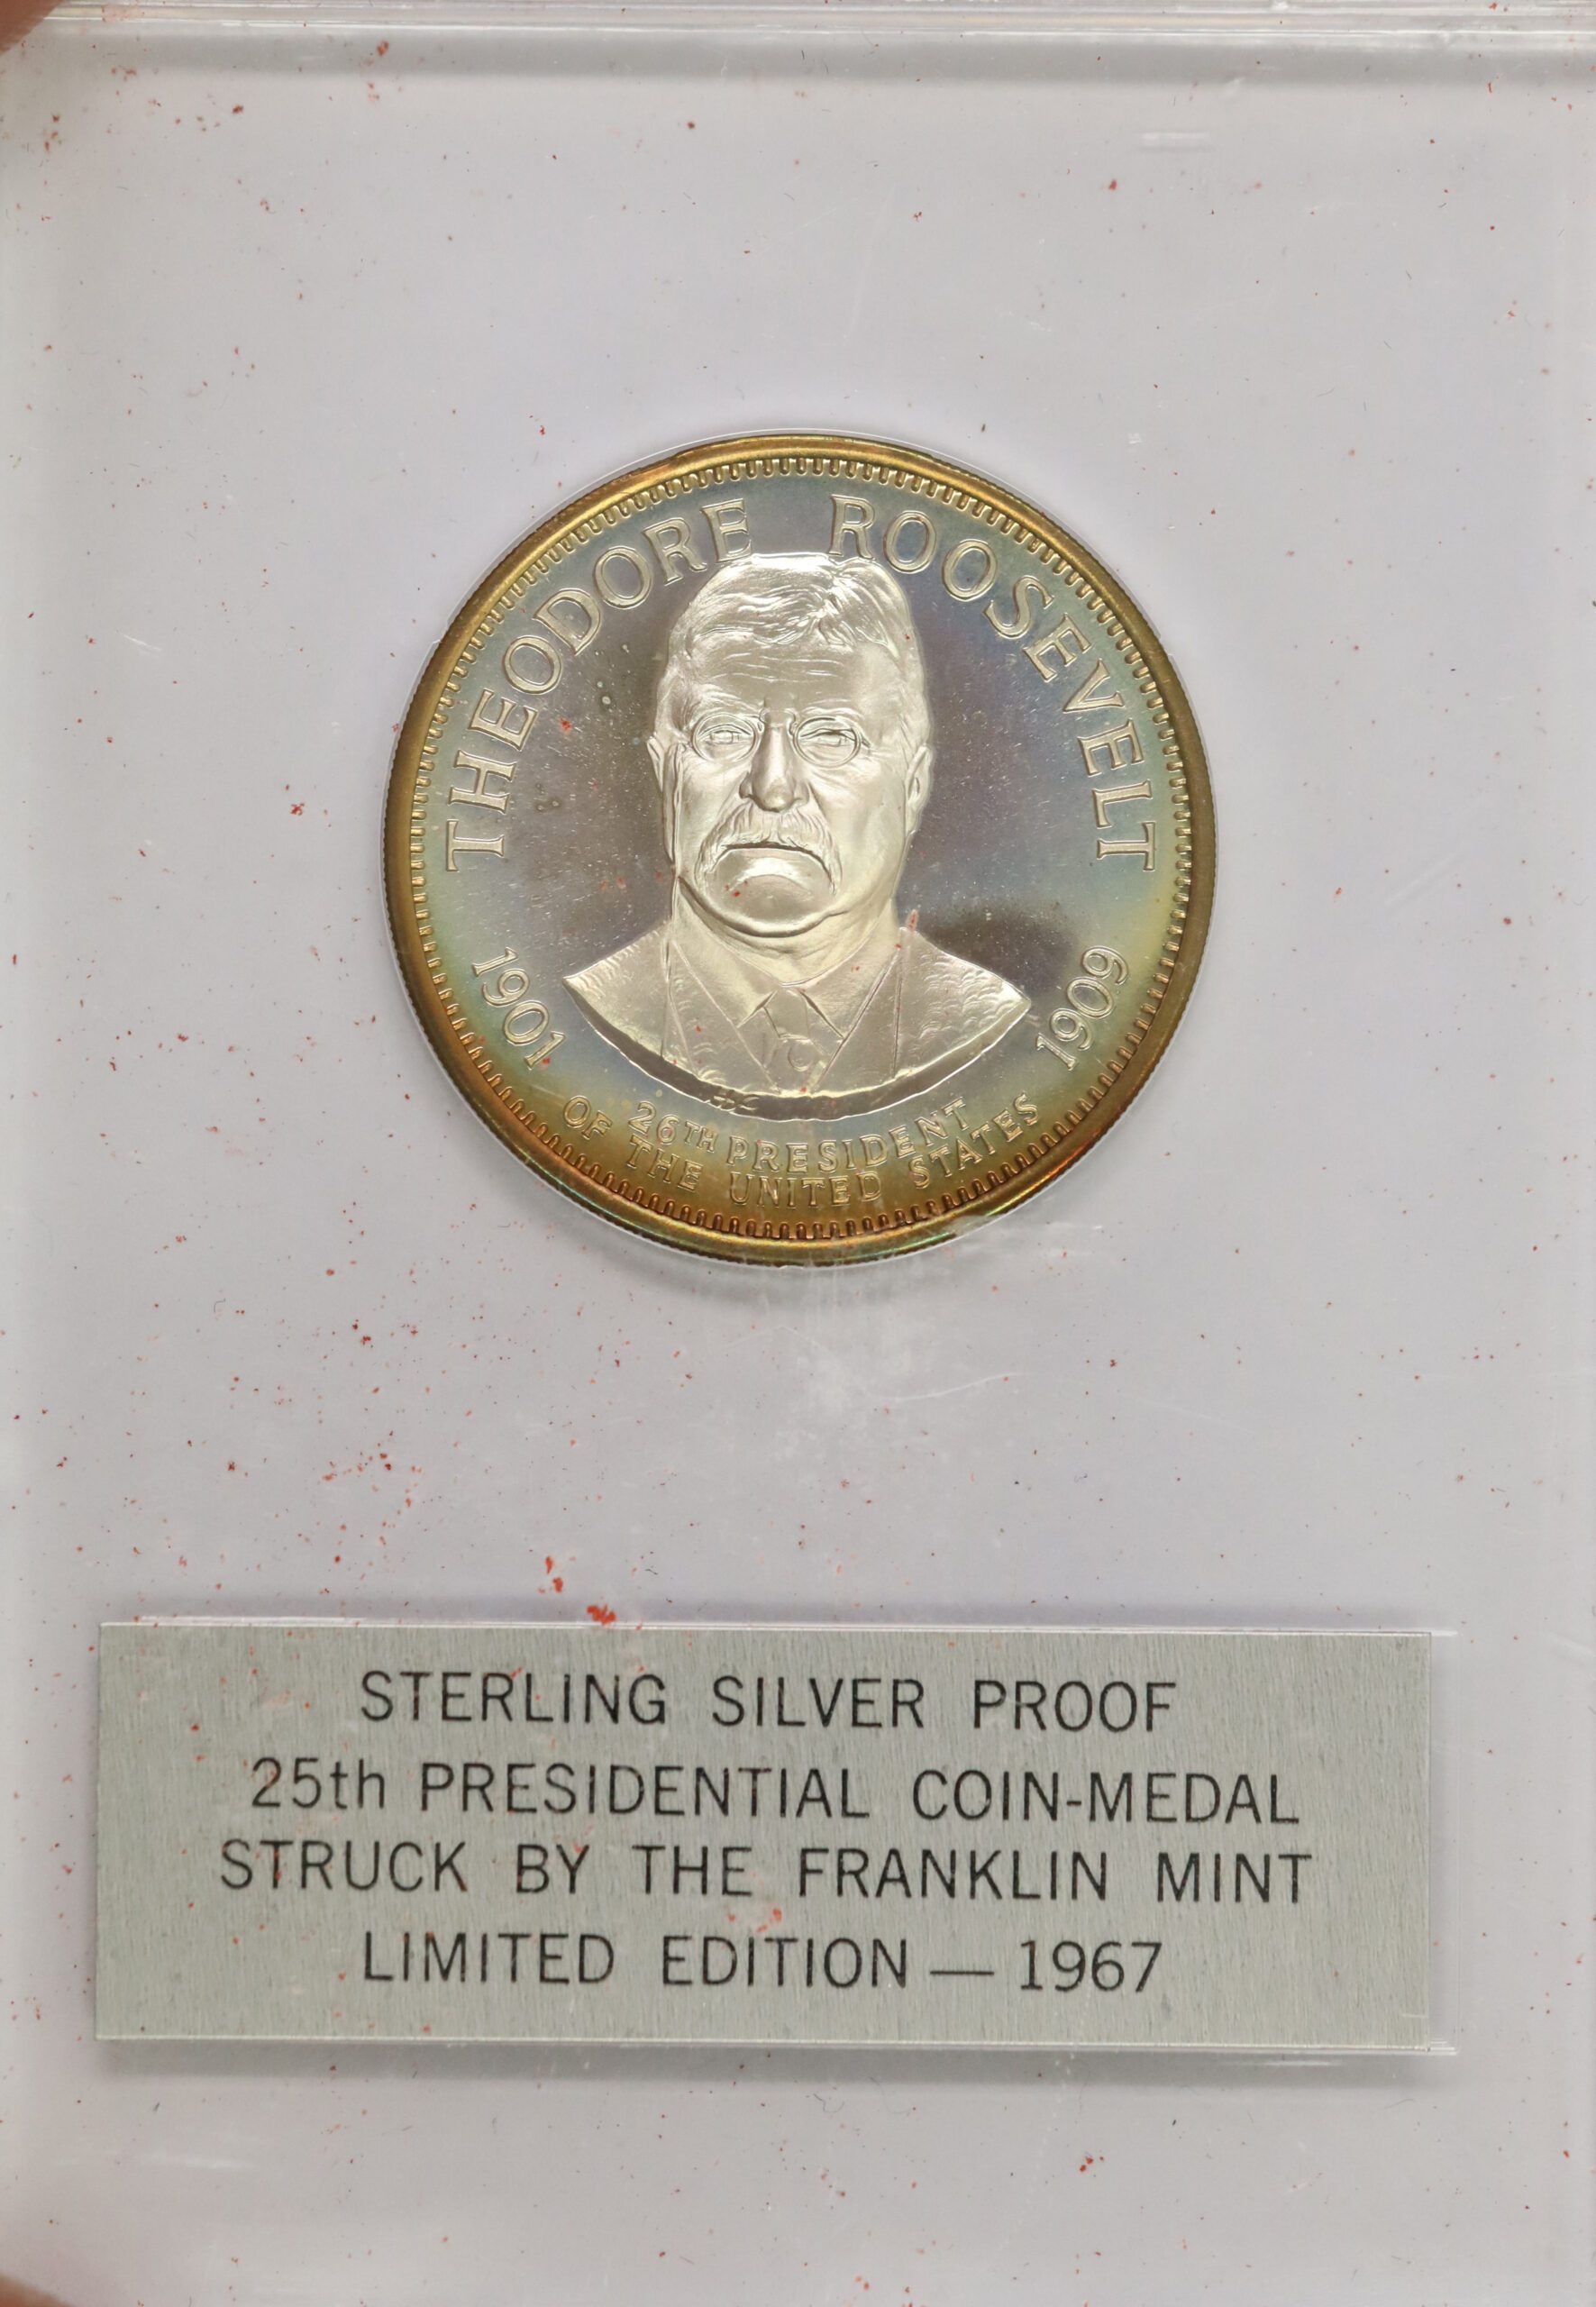 THEODORE ROOSEVELT
1901 1909
26TH PRESIDENT
OF THE UNITED STATES
STERLING SILVER PROOF
25th PRESIDENTIAL COIN-MEDAL
STRUCK BY THE FRANKLIN MINT
LIMITED EDITION — 1967